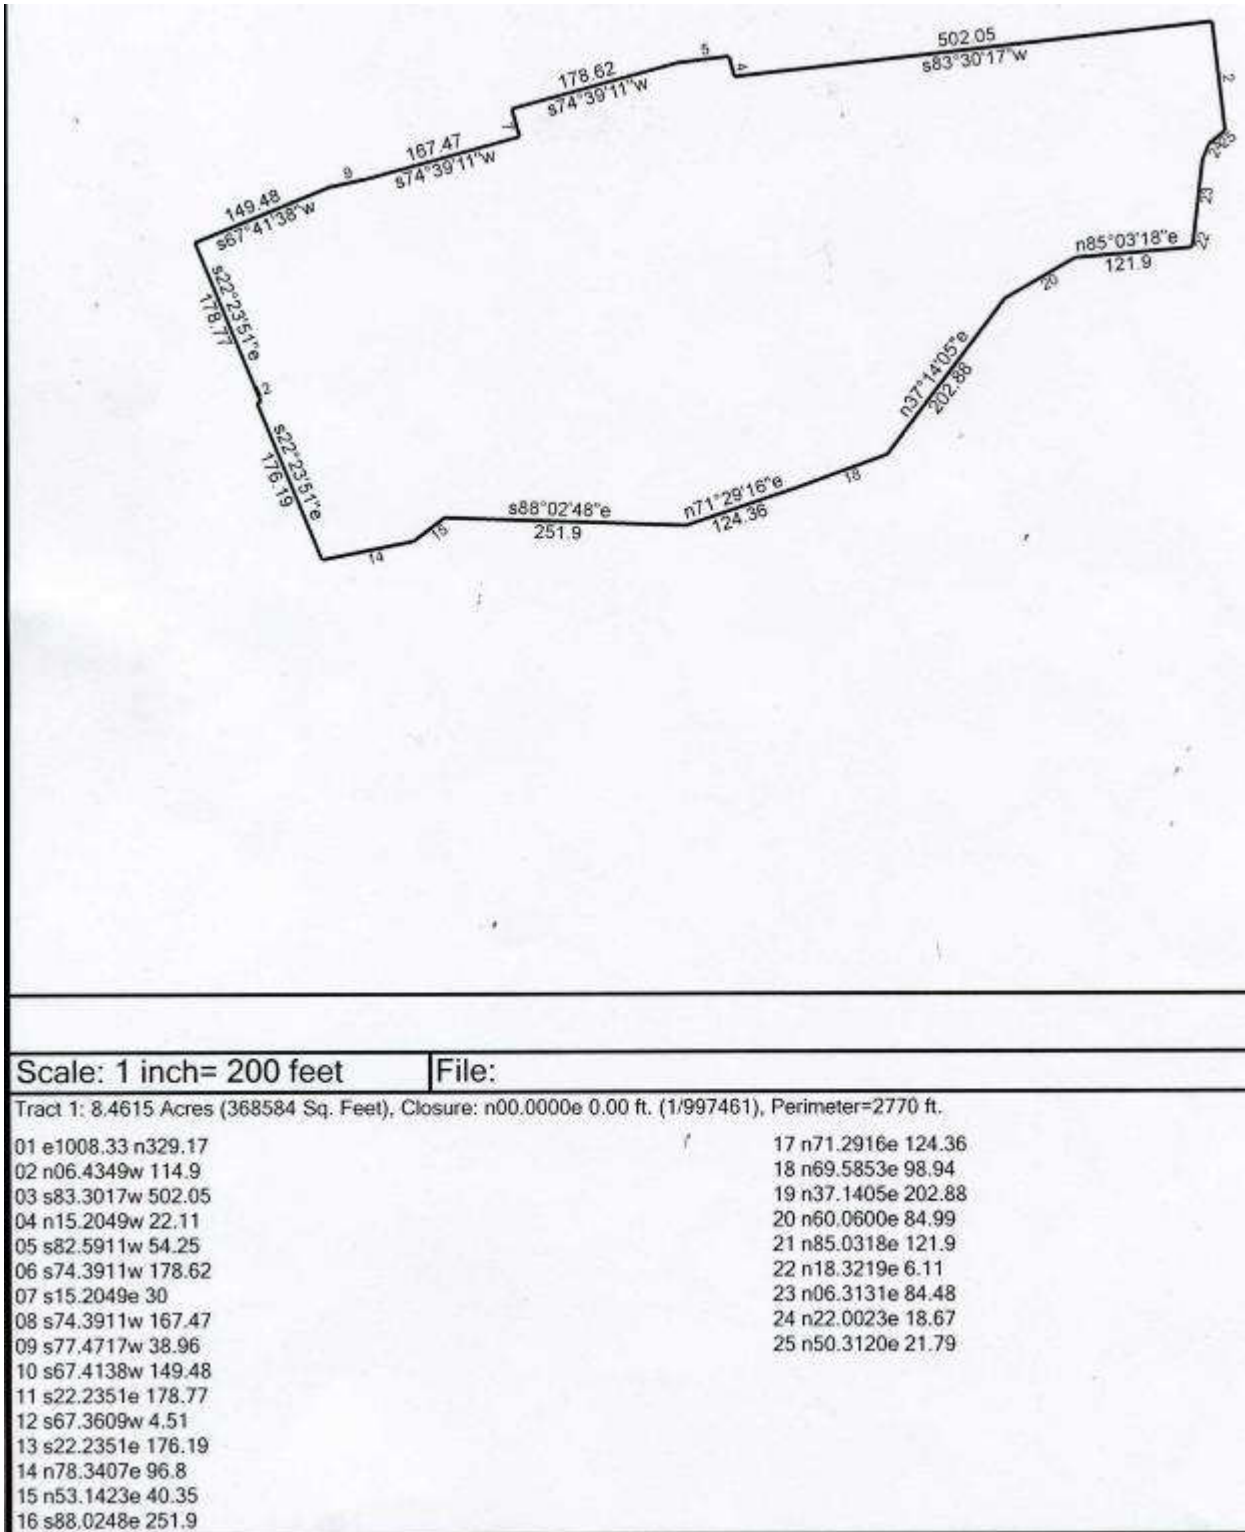 502.05
s83°30'17"w
5
4
178.62
s74°39'11"w
2
7
167.47
s74°39'11"w
25
24
9
149.48
s67°41'38"w
23
22
n85°03'18"e
121.9
20
s22°23'51"e
178.77
2
n37°14'05"e
202.88
s22°23'51"e
176.19
18
n71°29'16"e
124.36
s88°02'48"e
251.9
15
14
Scale: 1 inch= 200 feet
File:
Tract 1: 8.4615 Acres (368584 Sq. Feet), Closure: n00.0000e 0.00 ft. (1/997461), Perimeter=2770 ft.
01 e1008.33 n329.17
02 n06.4349w 114.9
03 s83.3017w 502.05
04 n15.2049w 22.11
05 s82.5911w 54.25
06 s74.3911w 178.62
07 s15.2049e 30
08 s74.3911w 167.47
09 s77.4717w 38.96
10 s67.4138w 149.48
11 s22.2351e 178.77
12 s67.3609w 4.51
13 s22.2351e 176.19
14 n78.3407e 96.8
15 n53.1423e 40.35
16 s88.0248e 251.9
17 n71.2916e 124.36
18 n69.5853e 98.94
19 n37.1405e 202.88
20 n60.0600e 84.99
21 n85.0318e 121.9
22 n18.3219e 6.11
23 n06.3131e 84.48
24 n22.0023e 18.67
25 n50.3120e 21.79